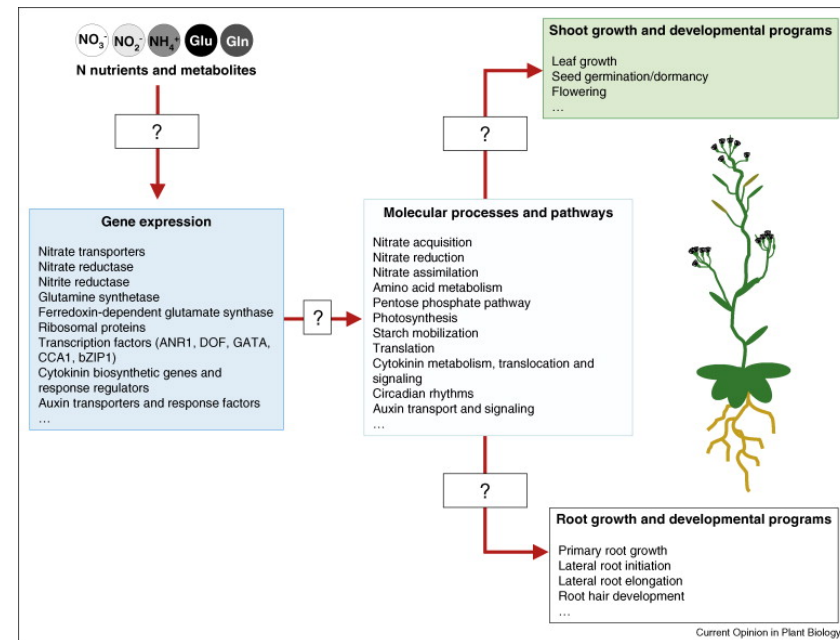 NO3- NO2- NH4+ Glu Gln
N nutrients and metabolites
?
Gene expression
Nitrate transporters
Nitrate reductase
Nitrite reductase
Glutamine synthetase
Ferredoxin-dependent glutamate synthase
Ribosomal proteins
Transcription factors (ANR1, DOF, GATA,
CCA1, bZIP1)
Cytokinin biosynthetic genes and
response regulators
Auxin transporters and response factors
...
?
Molecular processes and pathways
Nitrate acquisition
Nitrate reduction
Nitrate assimilation
Amino acid metabolism
Pentose phosphate pathway
Photosynthesis
Starch mobilization
Translation
Cytokinin metabolism, translocation and
signaling
Circadian rhythms
Auxin transport and signaling
...
?
Shoot growth and developmental programs
Leaf growth
Seed germination/dormancy
Flowering
...
?
Root growth and developmental programs
Primary root growth
Lateral root initiation
Lateral root elongation
Root hair development
...
Current Opinion in Plant Biology